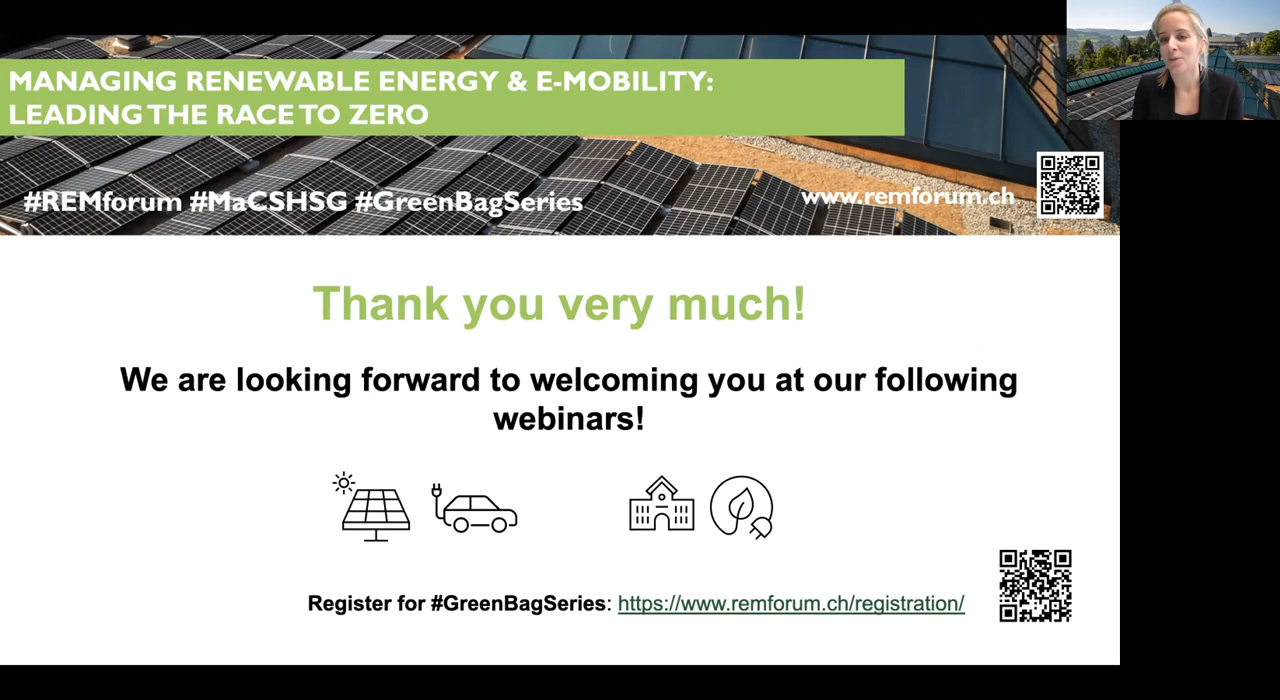 MANAGING RENEWABLE ENERGY & E-MOBILITY:
LEADING THE RACE TO ZERO
#REMforum #MaCSHSG #GreenBagSeries
www.remforum.ch
Thank you very much!
We are looking forward to welcoming you at our following
webinars!
Register for #GreenBagSeries: https://www.remforum.ch/registration/